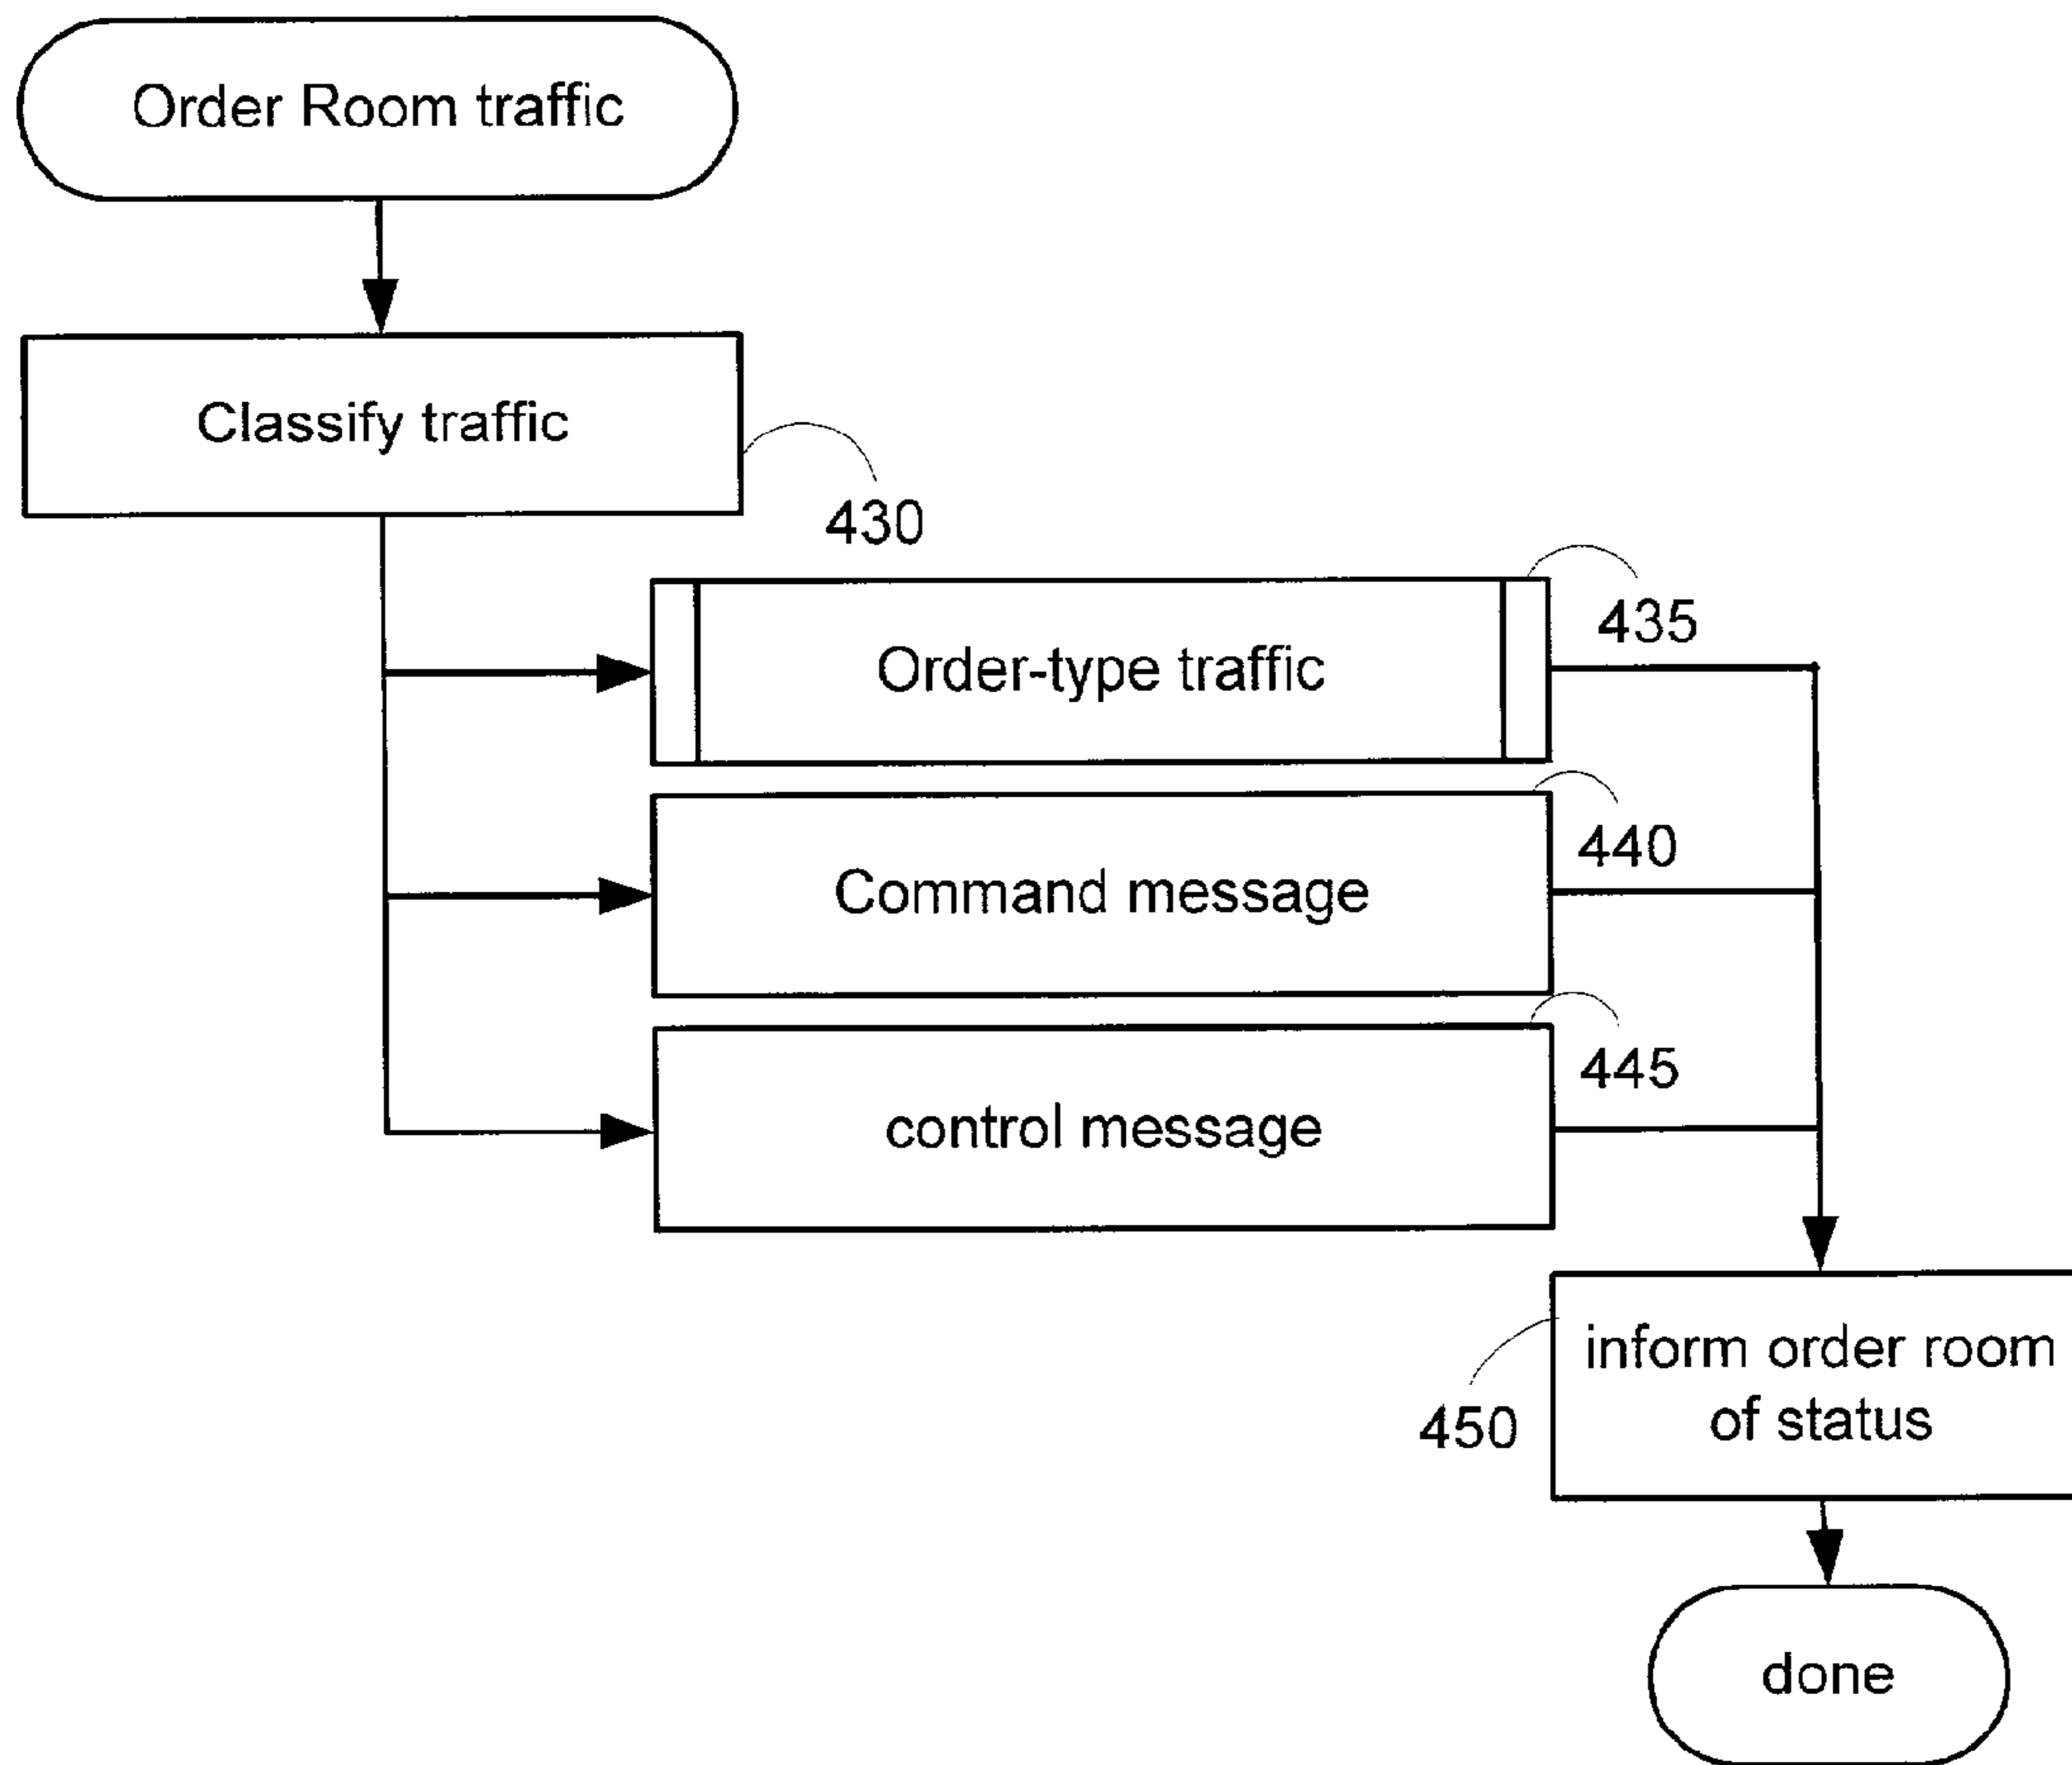 Order Room traffic
Classify traffic
430
435
Order-type traffic
440
Command message
445
control message
inform order room
of status
450
done